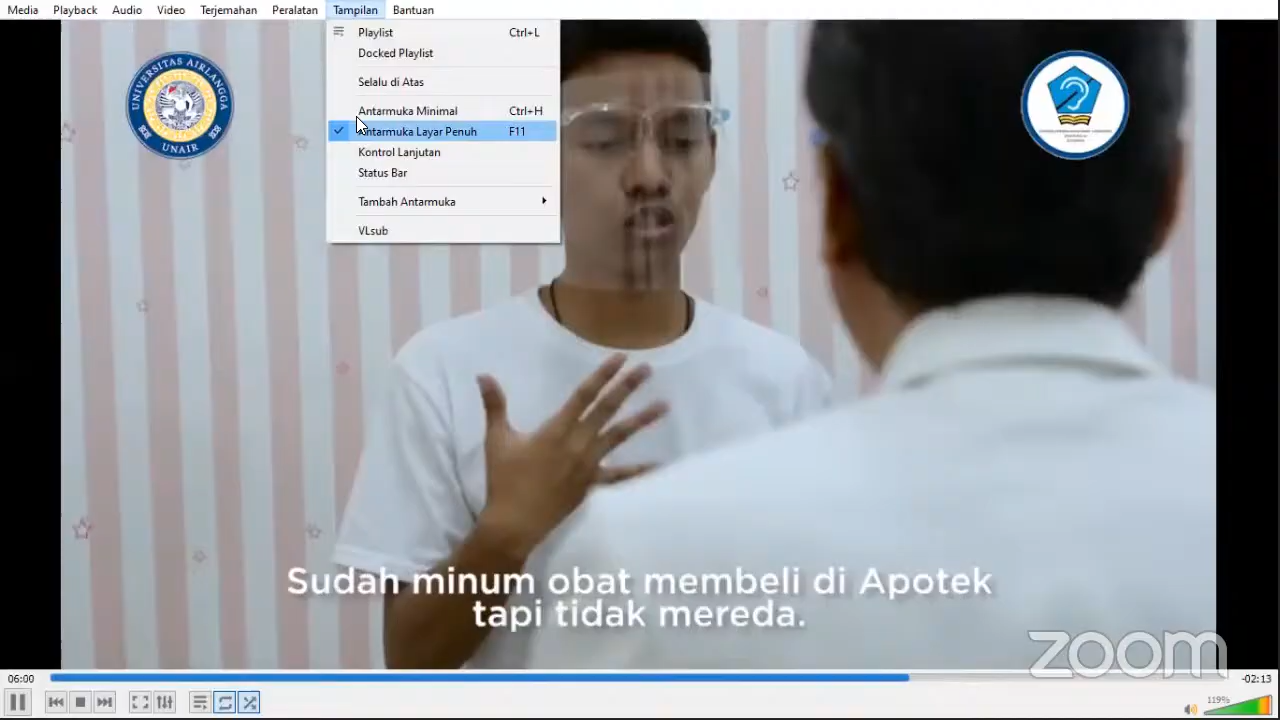 Media Playback Audio Video Terjemahan Peralatan Tampilan Bantuan
Playlist Ctrl+L
Docked Playlist
Selalu di Atas
Antarmuka Minimal Ctrl+H
Antarmuka Layar Penuh F11
Kontrol Lanjutan
Status Bar
Tambah Antarmuka
VLsub
UNIVERSITAS AIRLANGGA
UNAIR
Sudah minum obat membeli di Apotek
tapi tidak mereda.
zoom
06:00 -02:13
119%